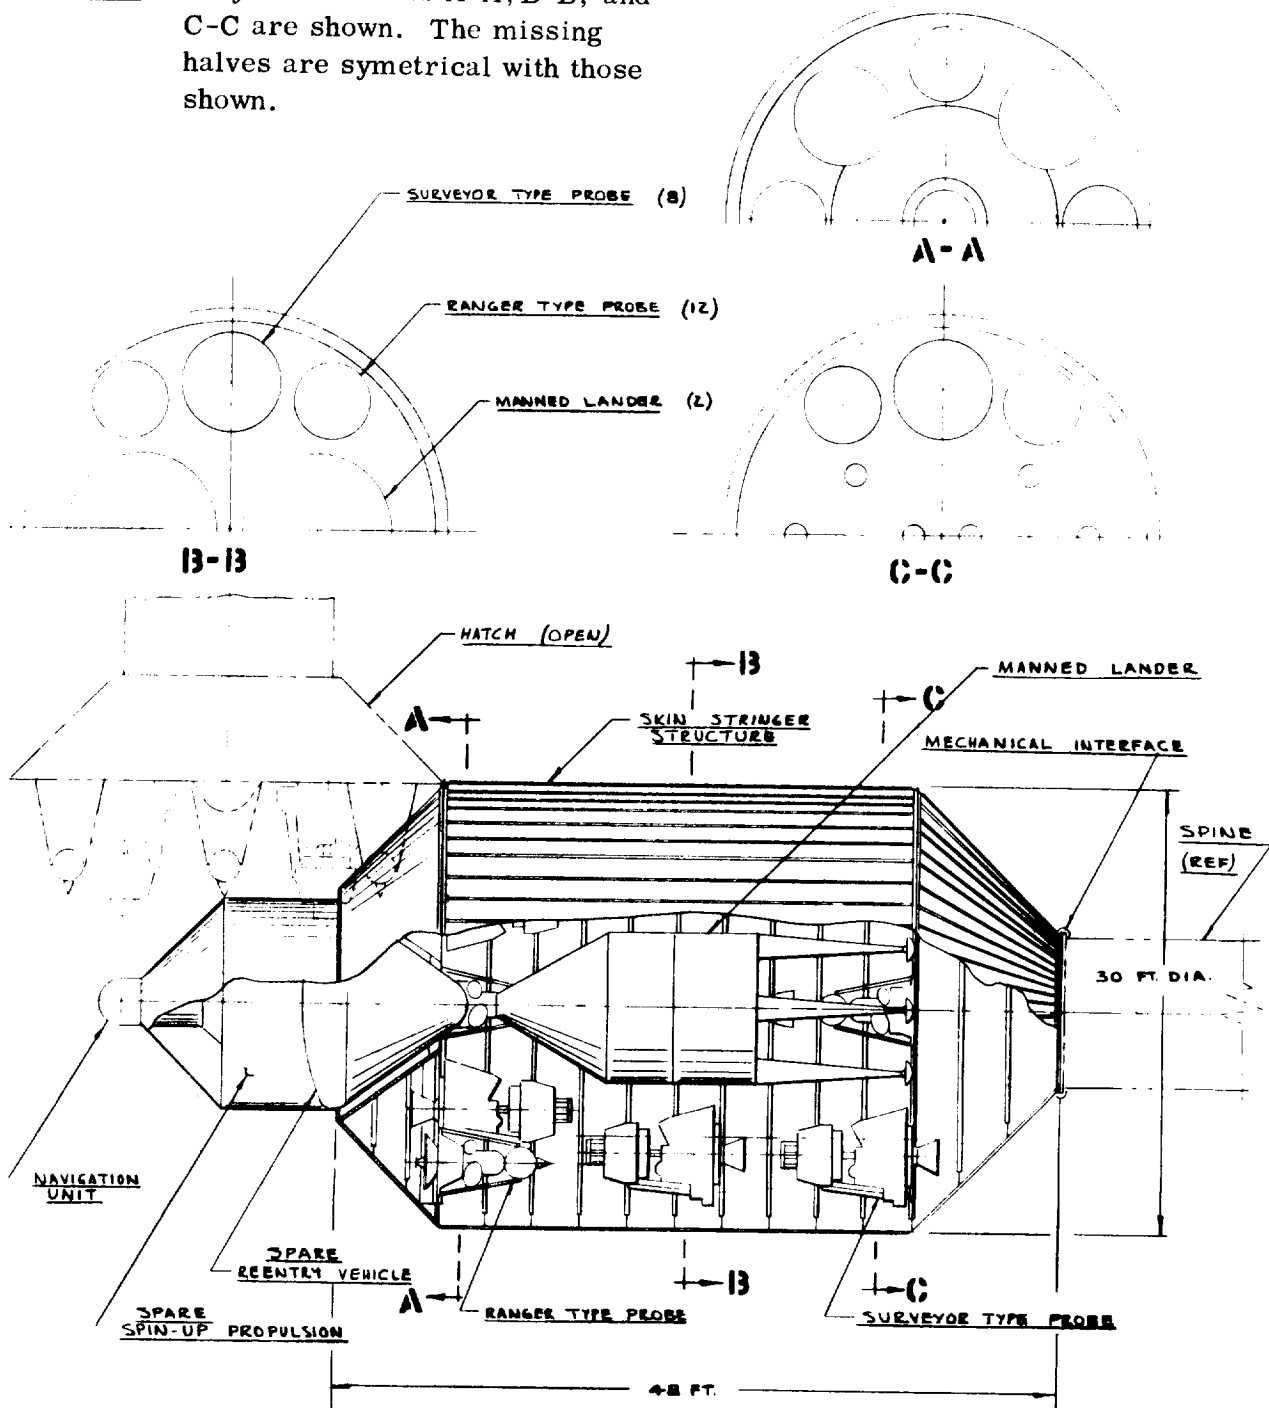 C-C are shown. The missing
halves are symetrical with those
shown.
A-A
SURVEYOR TYPE PROBE (8)
RANGER TYPE PROBE (12)
MANNED LANDER (2)
B-B
C-C
HATCH (OPEN)
B
MANNED LANDER
A
SKIN STRINGER
STRUCTURE
C
MECHANICAL INTERFACE
SPINE
(REF)
30 FT. DIA.
NAVIGATION
UNIT
SPARE
REENTRY VEHICLE
SPARE
SPIN-UP PROPULSION
A
RANGER TYPE PROBE
B
C
SURVEYOR TYPE PROBE
48 FT.